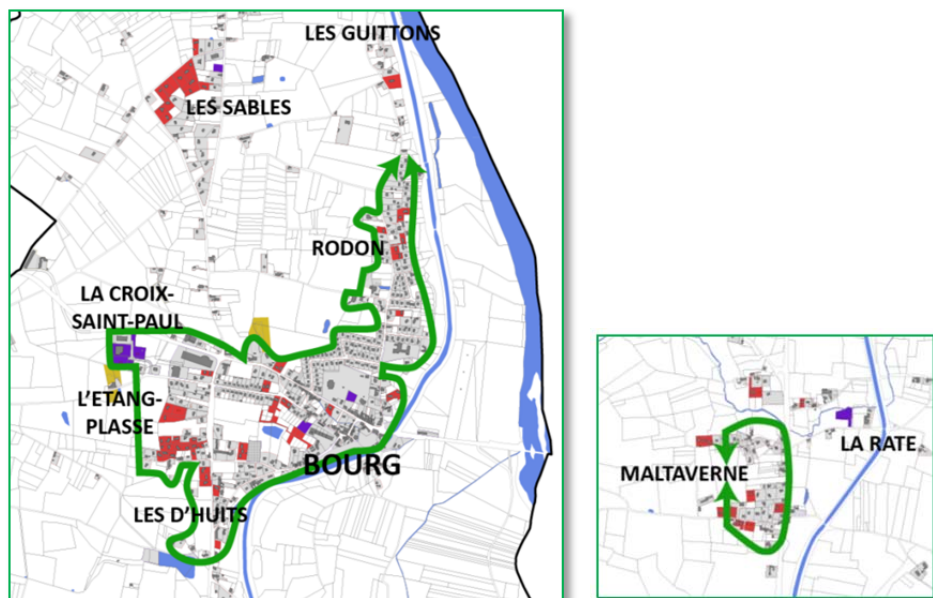 LES GUITTONS
LES SABLES
RODON
LA CROIX-
SAINT-PAUL
L'ETANG-
PLASSE
BOURG
LES D'HUITS
MALTAVERNE
LA RATE